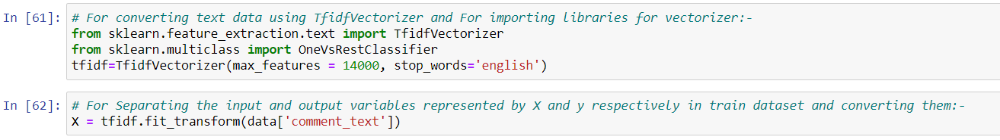 In [61]: # For converting text data using TfidfVectorizer and For importing libraries for vectorizer:-
from sklearn.feature_extraction.text import TfidfVectorizer
from sklearn.multiclass import OneVsRestClassifier
tfidf=TfidfVectorizer(max_features = 14000, stop_words='english')
In [62]: # For Separating the input and output variables represented by X and y respectively in train dataset and converting them:-
X = tfidf.fit_transform(data['comment_text'])